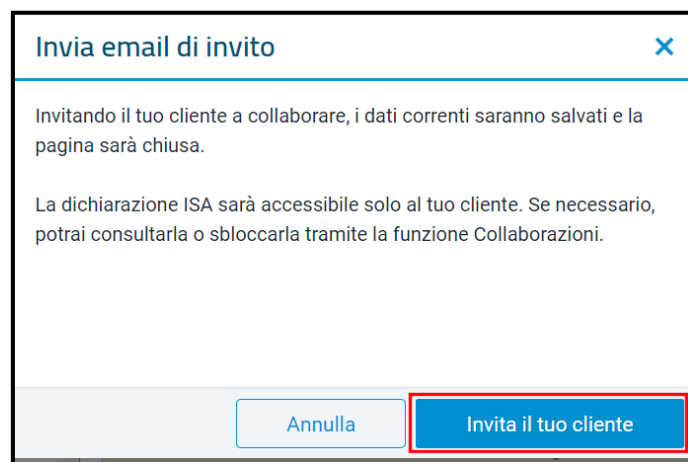 Invia email di invito
Invitando il tuo cliente a collaborare, i dati correnti saranno salvati e la
pagina sarà chiusa.
La dichiarazione ISA sarà accessibile solo al tuo cliente. Se necessario,
potrai consultarla o sbloccarla tramite la funzione Collaborazioni.
Annulla
Invita il tuo cliente